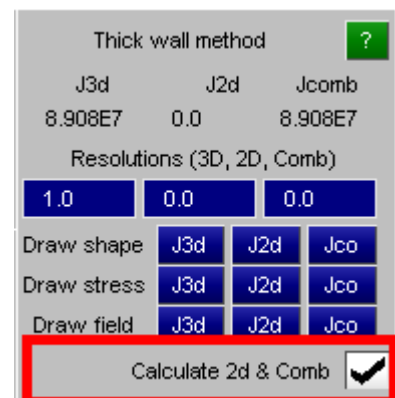 Thick wall method ?
J3d J2d Jcomb
8.908E7 0.0 8.908E7
Resolutions (3D, 2D, Comb)
1.0 0.0 0.0
Draw shape J3d J2d Jco
Draw stress J3d J2d Jco
Draw field J3d J2d Jco
Calculate 2d & Comb